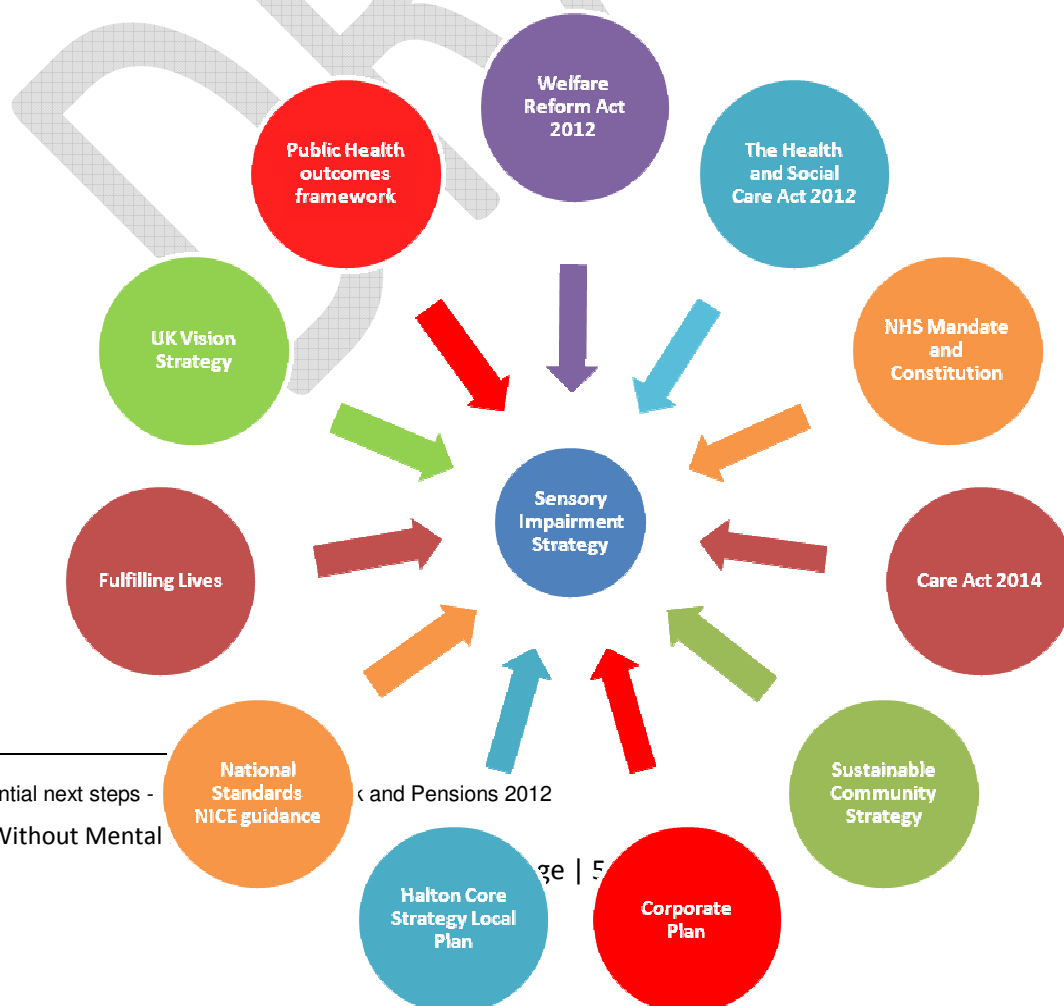 Welfare
Reform Act
2012
Public Health
outcomes
framework
The Health
and Social
Care Act 2012
UK Vision
Strategy
NHS Mandate
and
Constitution
Sensory
Impairment
Strategy
Fulfilling Lives
Care Act 2014
National
Standards
NICE guidance
Sustainable
Community
Strategy
next steps -
and Pensions 2012
Without Mental
| 5
Halton Core
Strategy Local
Plan
Corporate
Plan